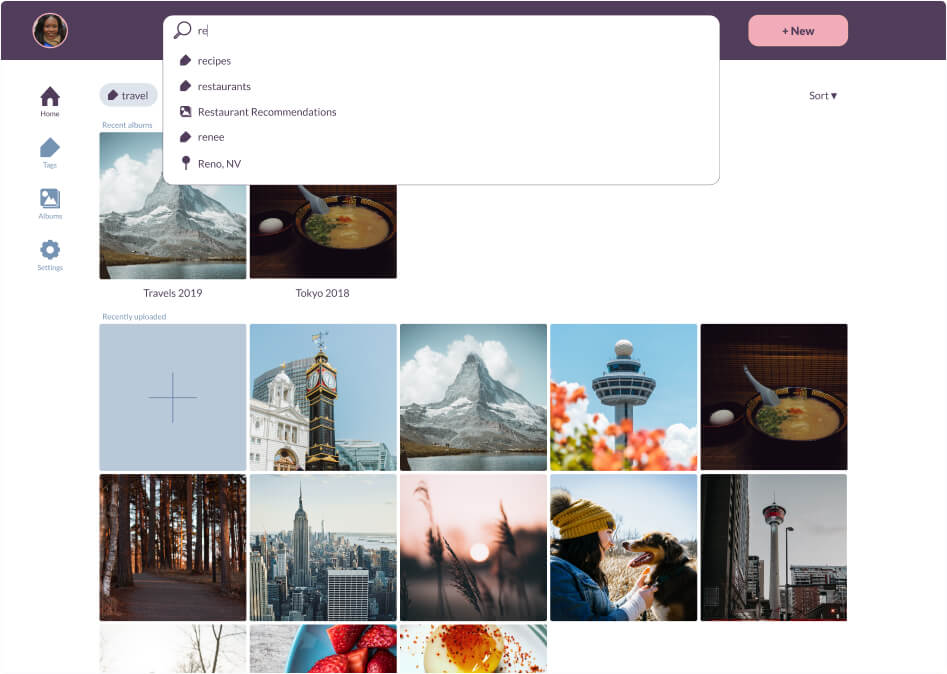 re
+ New
recipes
restaurants
Restaurant Recommendations
renee
Reno, NV
travel
Sort ▾
Home
Tags
Albums
Settings
Recent albums
Travels 2019
Tokyo 2018
Recently uploaded